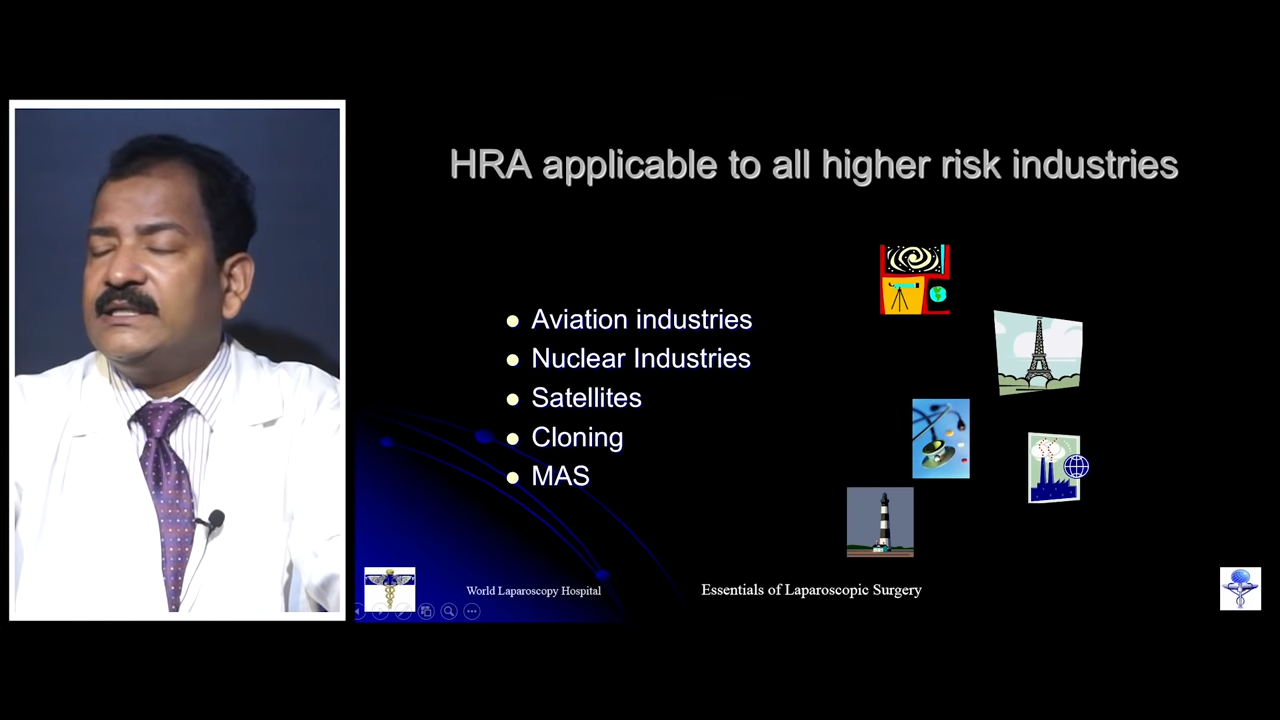 HRA applicable to all higher risk industries
Aviation industries
Nuclear Industries
Satellites
Cloning
MAS
World Laparoscopy Hospital
Essentials of Laparoscopic Surgery